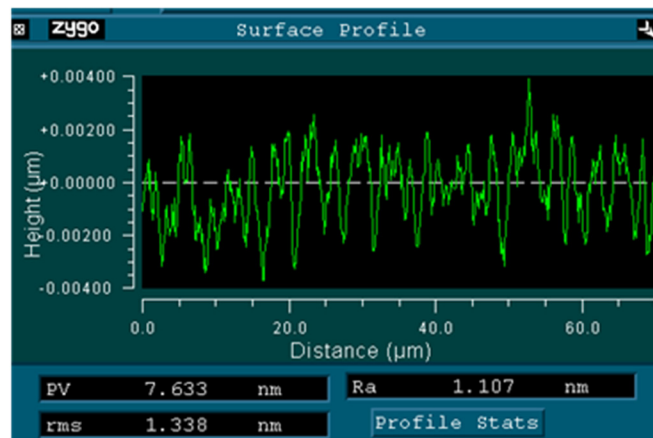 zygo Surface Profile
+0.00400
+0.00200
+0.00000
-0.00200
-0.00400
Height (µm)
0.0 20.0 40.0 60.0
Distance (µm)
PV 7.633 nm Ra 1.107 nm
rms 1.338 nm Profile Stats